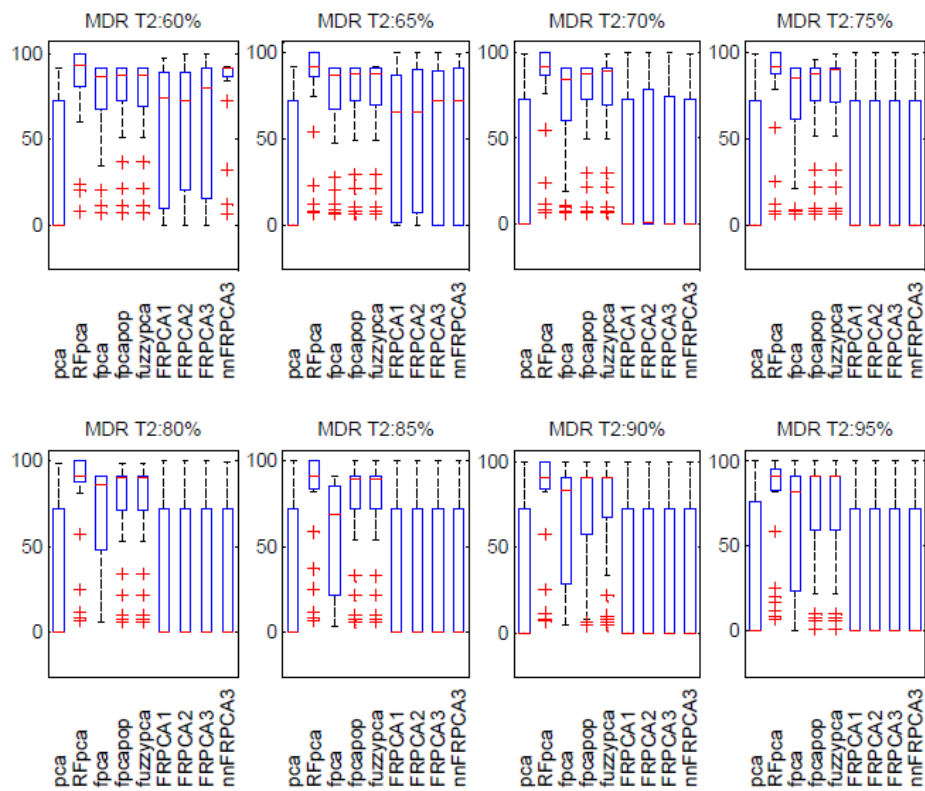 MDR T2:60%
MDR T2:65%
MDR T2:70%
MDR T2:75%
100
50
0
pca
RFpca
fpca
fpcapop
fuzzypca
FRPCA1
FRPCA2
FRPCA3
nnFRPCA3
100
50
0
pca
RFpca
fpca
fpcapop
fuzzypca
FRPCA1
FRPCA2
FRPCA3
nnFRPCA3
100
50
0
pca
RFpca
fpca
fpcapop
fuzzypca
FRPCA1
FRPCA2
FRPCA3
nnFRPCA3
100
50
0
pca
RFpca
fpca
fpcapop
fuzzypca
FRPCA1
FRPCA2
FRPCA3
nnFRPCA3
MDR T2:80%
MDR T2:85%
MDR T2:90%
MDR T2:95%
100
50
0
pca
RFpca
fpca
fpcapop
fuzzypca
FRPCA1
FRPCA2
FRPCA3
nnFRPCA3
100
50
0
pca
RFpca
fpca
fpcapop
fuzzypca
FRPCA1
FRPCA2
FRPCA3
nnFRPCA3
100
50
0
pca
RFpca
fpca
fpcapop
fuzzypca
FRPCA1
FRPCA2
FRPCA3
nnFRPCA3
100
50
0
pca
RFpca
fpca
fpcapop
fuzzypca
FRPCA1
FRPCA2
FRPCA3
nnFRPCA3